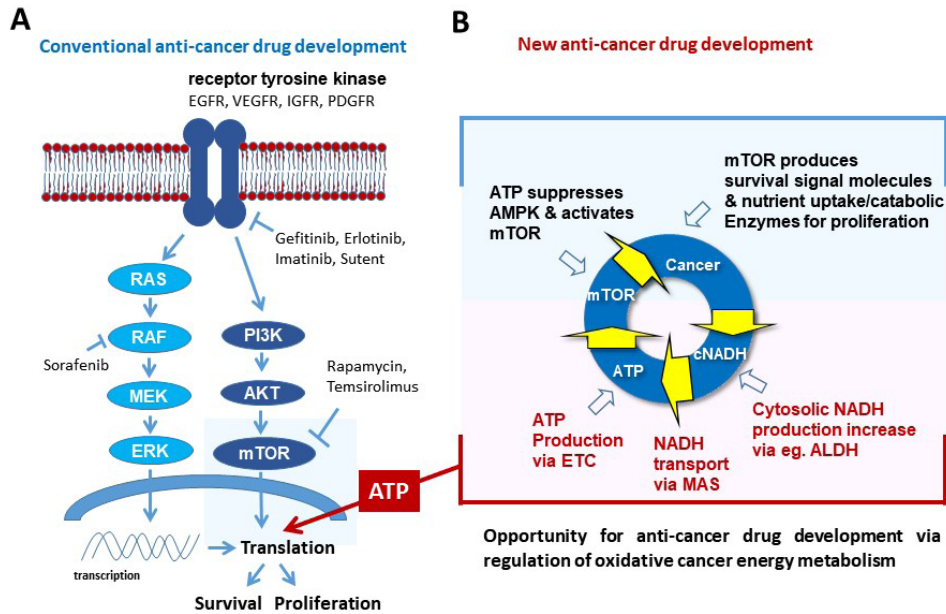 A
Conventional anti-cancer drug development
receptor tyrosine kinase
EGFR, VEGFR, IGFR, PDGFR
Gefitinib, Erlotinib,
Imatinib, Sutent
RAS
RAF
Sorafenib
MEK
ERK
PI3K
AKT
mTOR
Rapamycin,
Temsirolimus
ATP
transcription
Translation
Survival Proliferation
B
New anti-cancer drug development
ATP suppresses
AMPK & activates
mTOR
mTOR produces
survival signal molecules
& nutrient uptake/catabolic
Enzymes for proliferation
Cancer
mTOR
cNADH
ATP
ATP
Production
via ETC
NADH
transport
via MAS
Cytosolic NADH
production increase
via eg. ALDH
Opportunity for anti-cancer drug development via
regulation of oxidative cancer energy metabolism